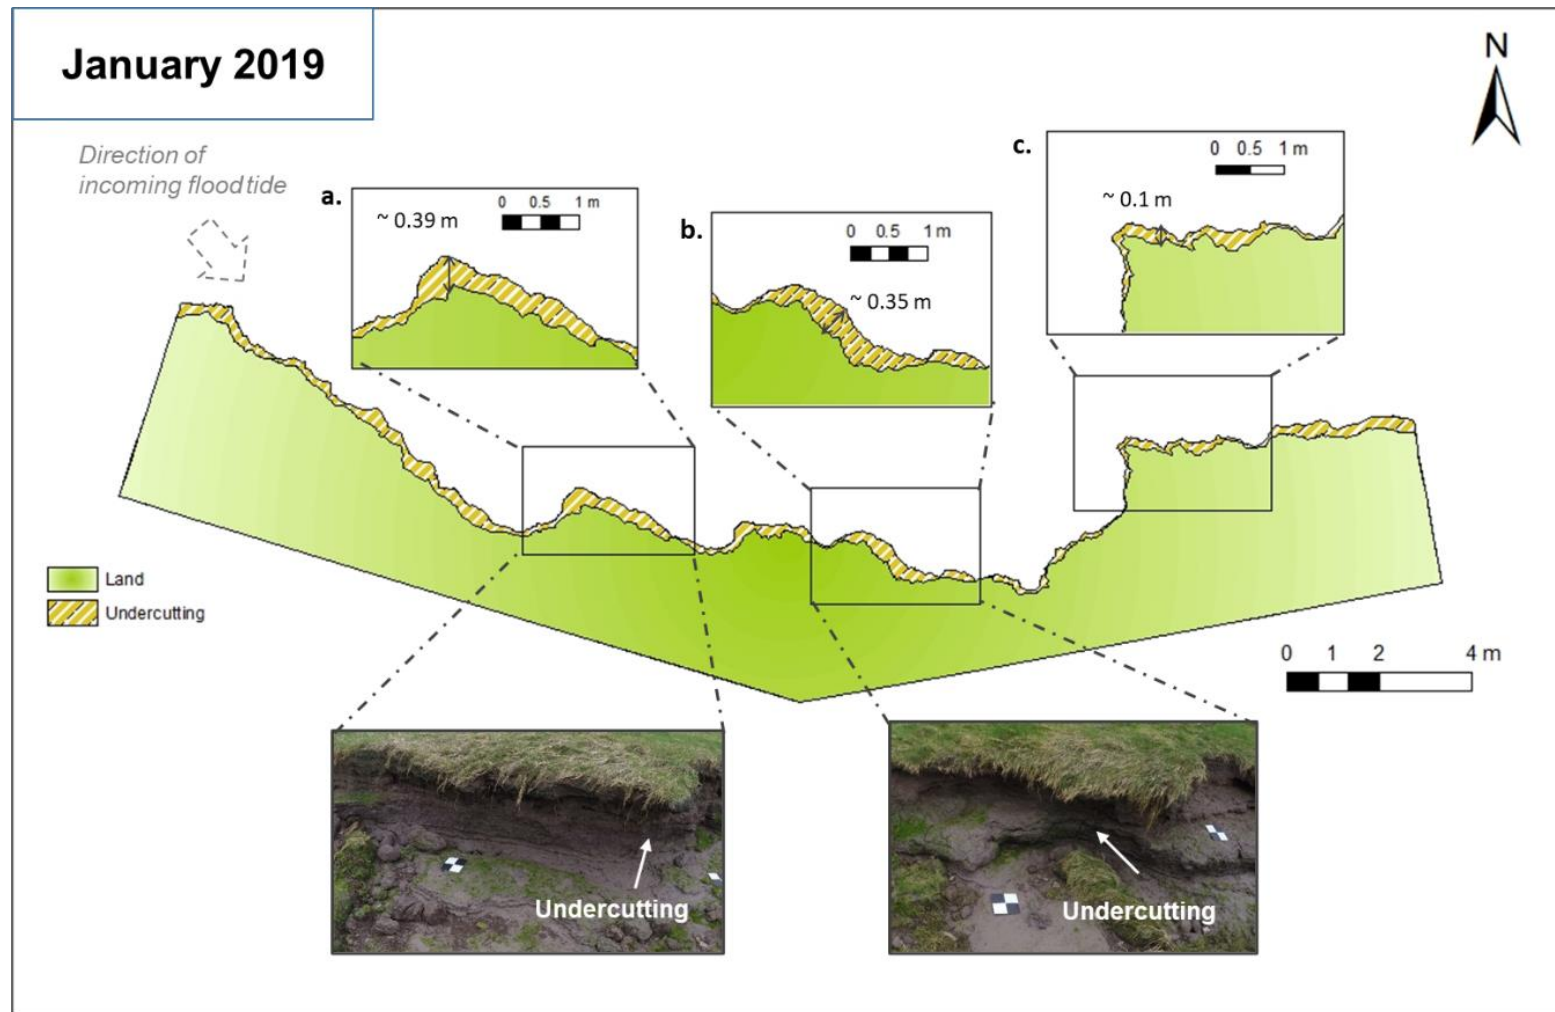 January 2019
N
Direction of
incoming flood tide
a.
0 0.5 1 m
~ 0.39 m
b.
0 0.5 1 m
~ 0.35 m
c.
0 0.5 1 m
~ 0.1 m
Land
Undercutting
0 1 2 4 m
Undercutting
Undercutting